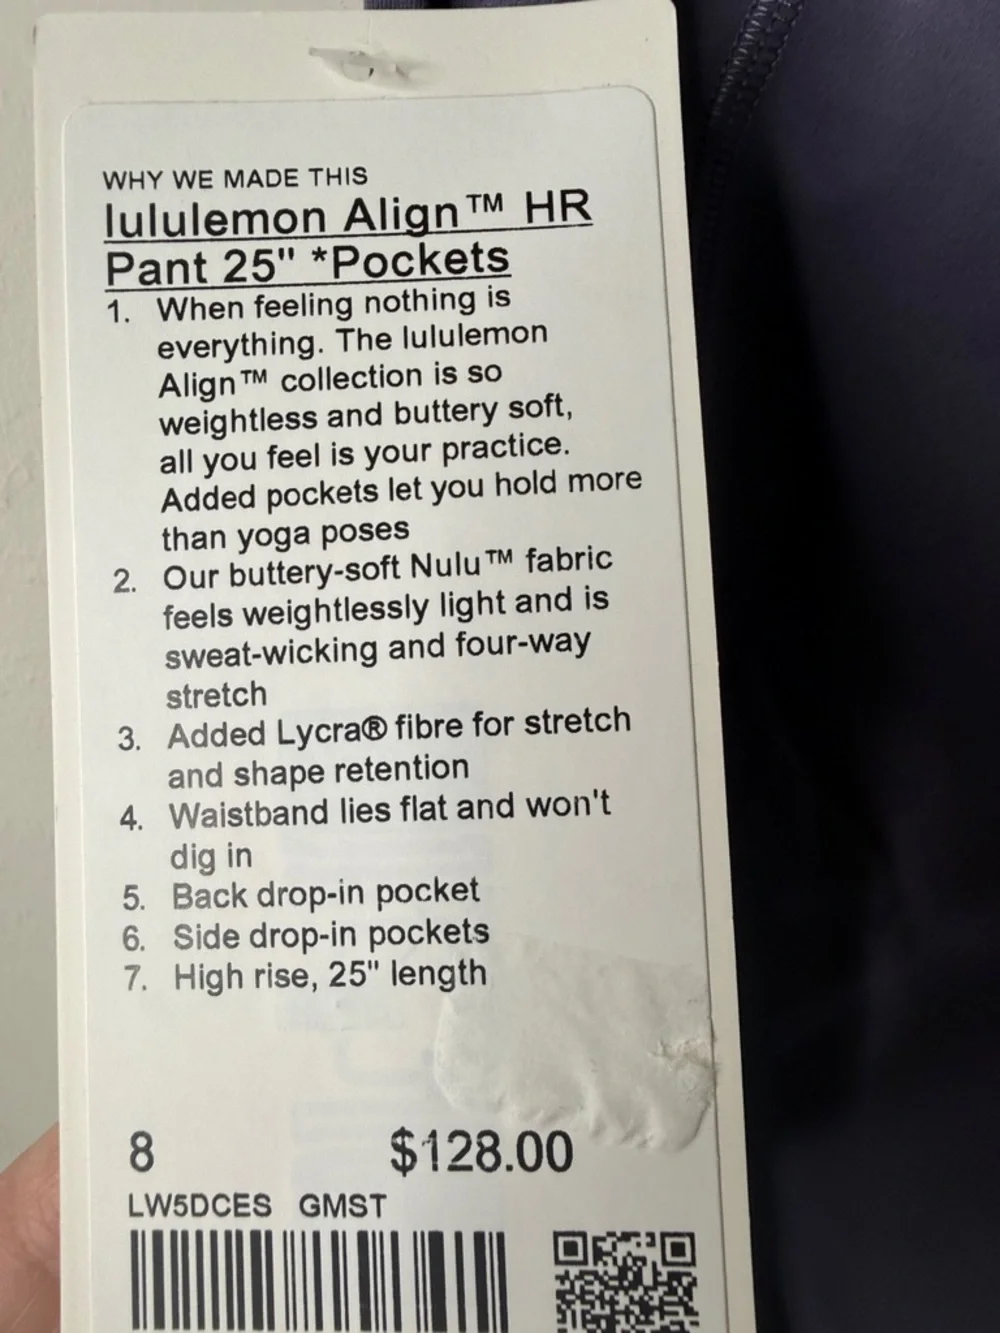 WHY WE MADE THIS
lululemon Align™ HR
Pant 25" *Pockets
1. When feeling nothing is
everything. The lululemon
Align™ collection is so
weightless and buttery soft,
all you feel is your practice.
Added pockets let you hold more
than yoga poses
2. Our buttery-soft Nulu™ fabric
feels weightlessly light and is
sweat-wicking and four-way
stretch
3. Added Lycra® fibre for stretch
and shape retention
4. Waistband lies flat and won't
dig in
5. Back drop-in pocket
6. Side drop-in pockets
7. High rise, 25" length
8 $128.00
LW5DCES GMST